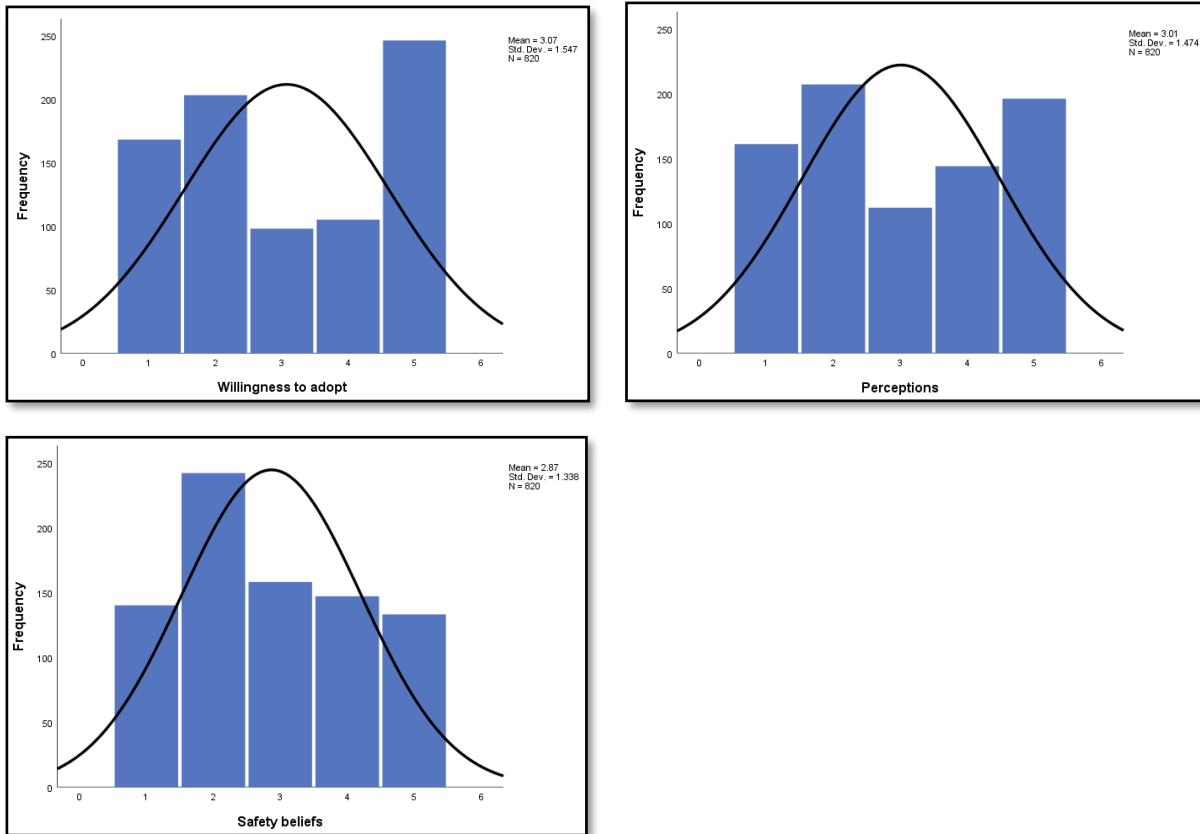 Mean = 3.07
Std. Dev. = 1.547
N = 820
250
200
150
100
50
0
Frequency
0 1 2 3 4 5 6
Willingness to adopt
Mean = 3.01
Std. Dev. = 1.474
N = 820
250
200
150
100
50
0
Frequency
0 1 2 3 4 5 6
Perceptions
Mean = 2.87
Std. Dev. = 1.338
N = 820
250
200
150
100
50
0
Frequency
0 1 2 3 4 5 6
Safety beliefs